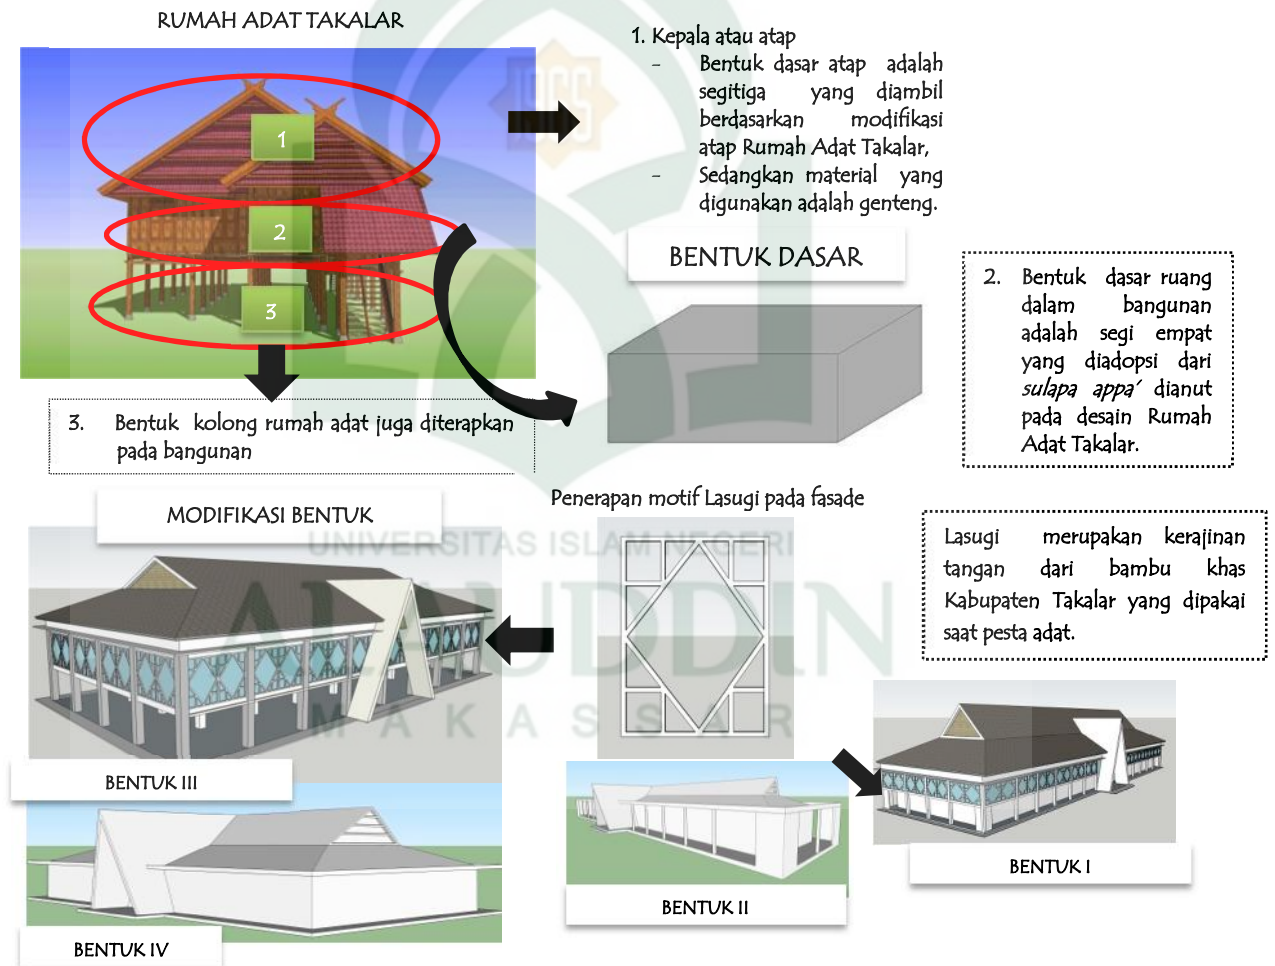 RUMAH ADAT TAKALAR
1
2
3
1. Kepala atau atap
- Bentuk dasar atap adalah
segitiga yang diambil
berdasarkan modifikasi
atap Rumah Adat Takalar,
- Sedangkan material yang
digunakan adalah genteng.
1965
BENTUK DASAR
2. Bentuk dasar ruang
dalam bangunan
adalah segi empat
yang diadopsi dari
sulapa appa' dianut
pada desain Rumah
Adat Takalar.
3. Bentuk kolong rumah adat juga diterapkan
pada bangunan
MODIFIKASI BENTUK
Penerapan motif Lasugi pada fasade
Lasugi merupakan kerajinan
tangan dari bambu khas
Kabupaten Takalar yang dipakai
saat pesta adat.
UNIVERSITAS ISLAM NEGERI
ALAUDDIN
MAKASSAR
BENTUK III
BENTUK I
BENTUK II
BENTUK IV